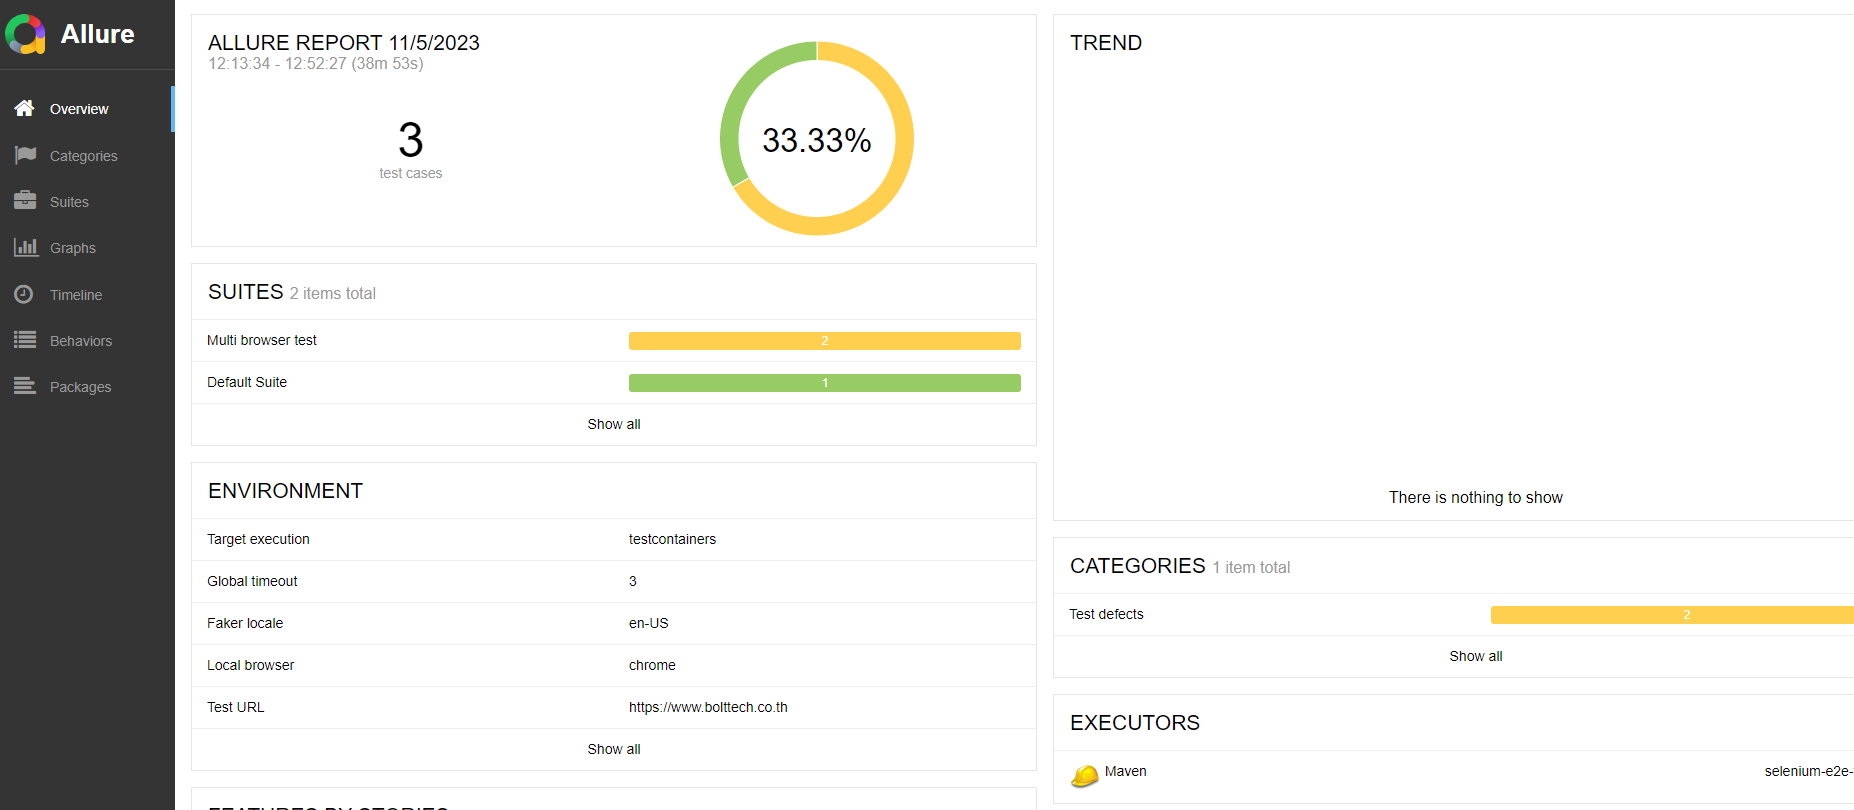 Allure
Overview
Categories
Suites
Graphs
Timeline
Behaviors
Packages
ALLURE REPORT 11/5/2023
12:13:34 - 12:52:27 (38m 53s)
3
test cases
33.33%
SUITES 2 items total
Multi browser test 2
Default Suite 1
Show all
ENVIRONMENT
Target execution testcontainers
Global timeout 3
Faker locale en-US
Local browser chrome
Test URL https://www.bolttech.co.th
Show all
FEATURES BY STORIES
TREND
There is nothing to show
CATEGORIES 1 item total
Test defects 2
Show all
EXECUTORS
Maven selenium-e2e-